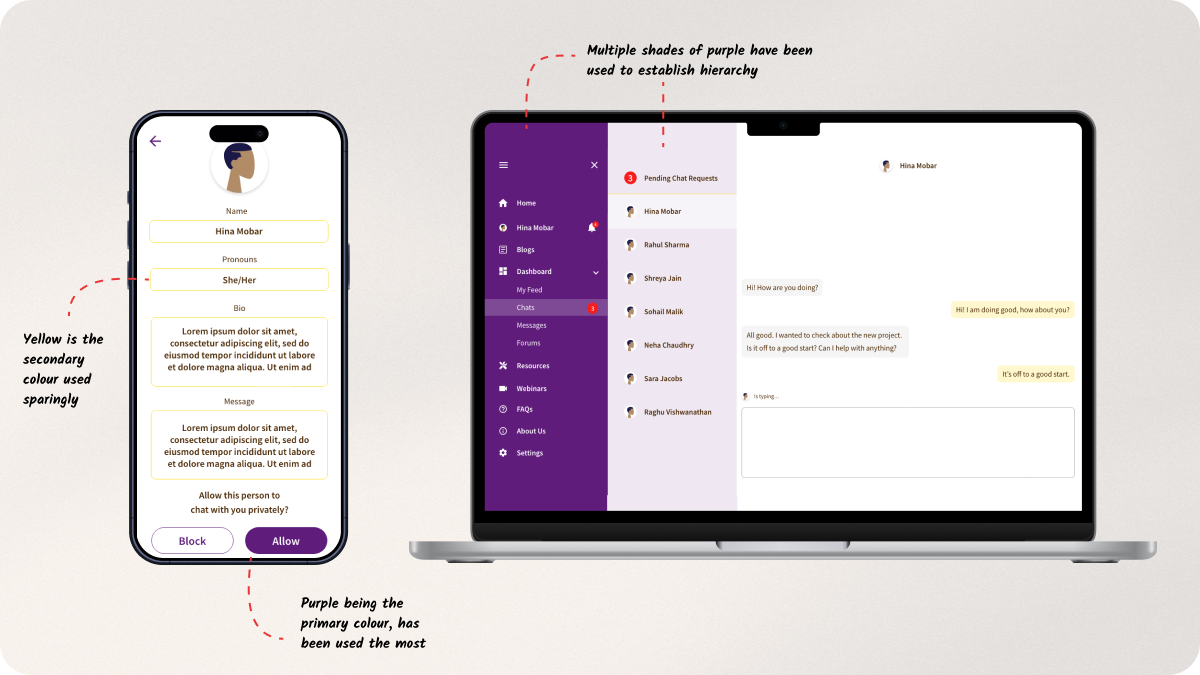 Multiple shades of purple have been
used to establish hierarchy
Yellow is the
secondary
colour used
sparingly
Name
Hina Mobar
Pronouns
She/Her
Bio
Lorem ipsum dolor sit amet,
consectetur adipiscing elit, sed do
eiusmod tempor incididunt ut labore
et dolore magna aliqua. Ut enim ad
Message
Lorem ipsum dolor sit amet,
consectetur adipiscing elit, sed do
eiusmod tempor incididunt ut labore
et dolore magna aliqua. Ut enim ad
Allow this person to
chat with you privately?
Block
Allow
Purple being the
primary colour, has
been used the most
Home
Hina Mobar
Blogs
Dashboard
My Feed
Chats
3
Messages
Forums
Resources
Webinars
FAQs
About Us
Settings
3 Pending Chat Requests
Hina Mobar
Rahul Sharma
Shreya Jain
Sohail Malik
Neha Chaudhry
Sara Jacobs
Raghu Vishwanathan
Hina Mobar
Hi! How are you doing?
Hi! I am doing good, how about you?
All good. I wanted to check about the new project.
Is it off to a good start? Can I help with anything?
It's off to a good start.
is typing...